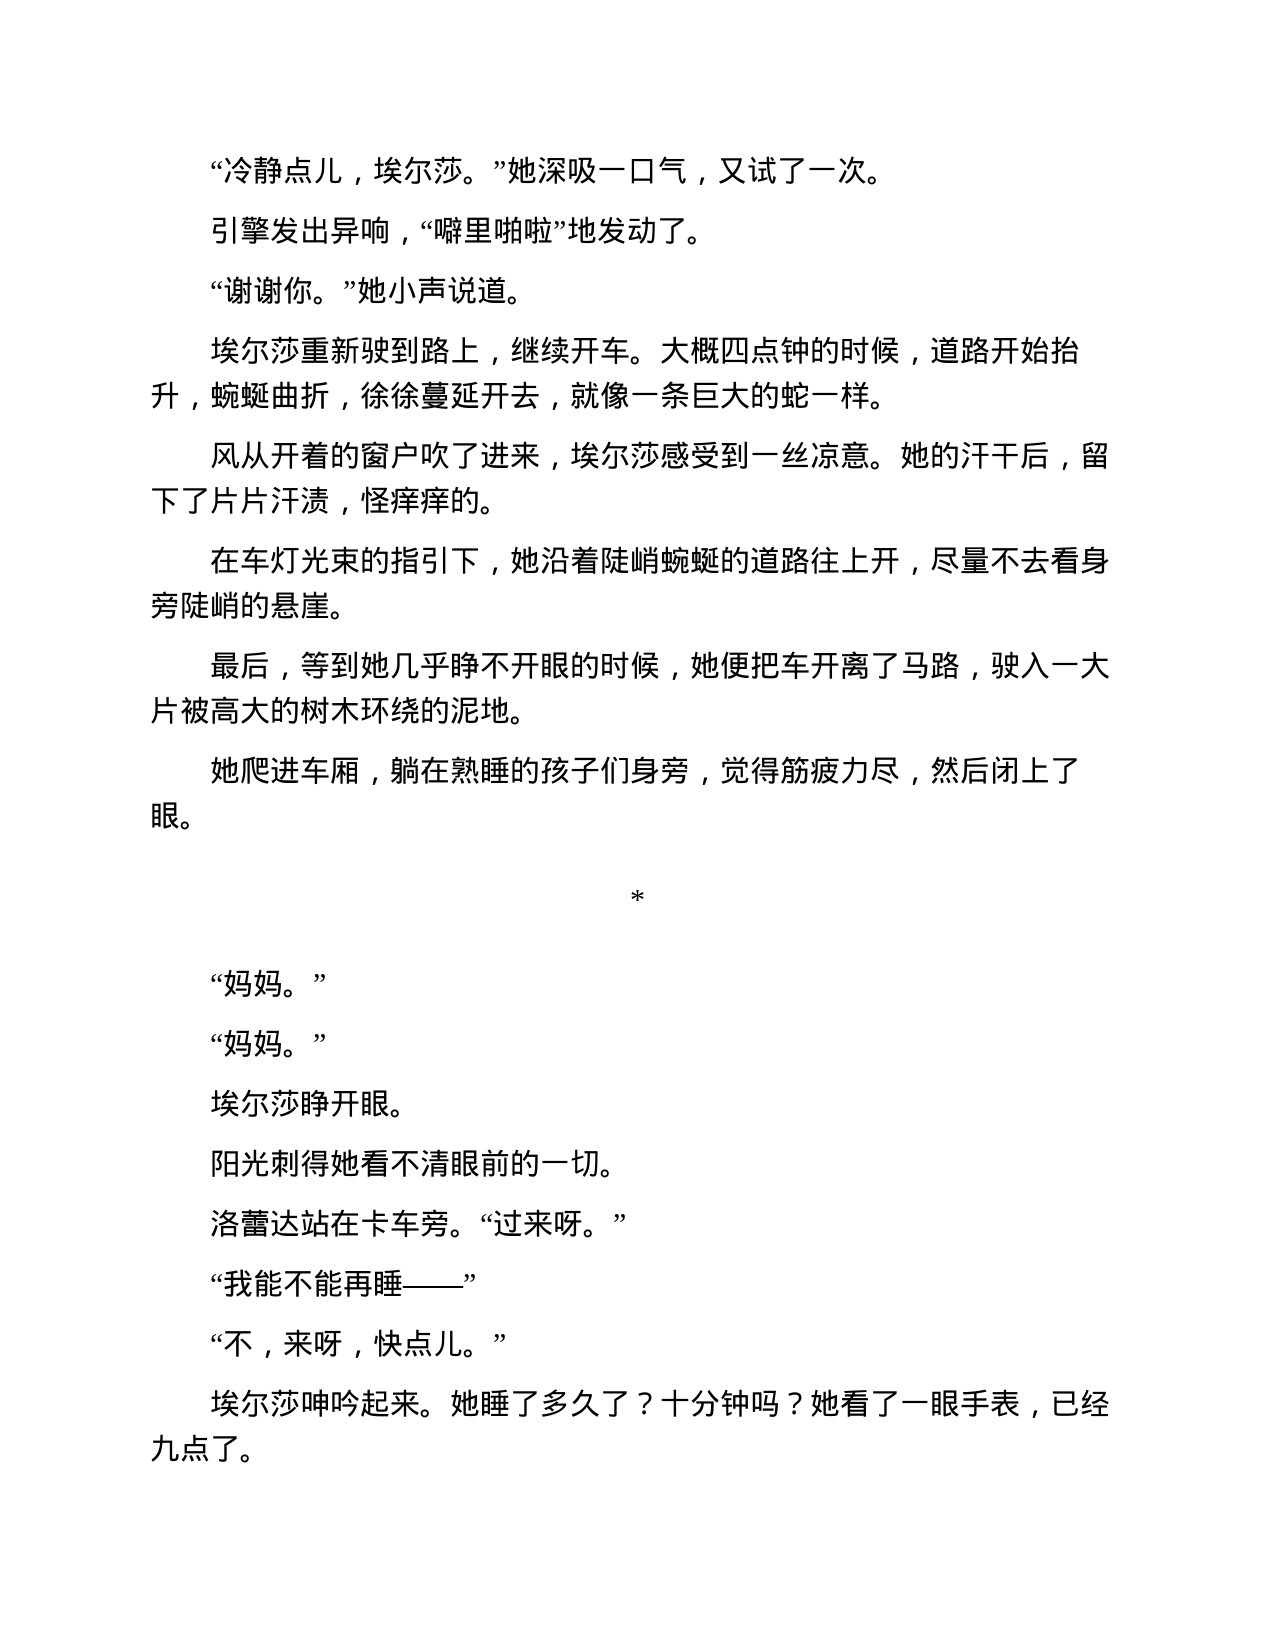 “冷静点儿，埃尔莎。”她深吸一口气，又试了一次。
引擎发出异响，“噼里啪啦”地发动了。
“谢谢你。”她小声说道。
埃尔莎重新驶到路上，继续开车。大概四点钟的时候，道路开始抬
升，蜿蜒曲折，徐徐蔓延开去，就像一条巨大的蛇一样。
风从开着的窗户吹了进来，埃尔莎感受到一丝凉意。她的汗干后，留
下了片片汗渍，怪痒痒的。
在车灯光束的指引下，她沿着陡峭蜿蜒的道路往上开，尽量不去看身
旁陡峭的悬崖。
最后，等到她几乎睁不开眼的时候，她便把车开离了马路，驶入一大
片被高大的树木环绕的泥地。
她爬进车厢，躺在熟睡的孩子们身旁，觉得筋疲力尽，然后闭上了
眼。
*
“妈妈。”
“妈妈。”
埃尔莎睁开眼。
阳光刺得她看不清眼前的一切。
洛蕾达站在卡车旁。“过来呀。”
“我能不能再睡——”
“不，来呀，快点儿。”
埃尔莎呻吟起来。她睡了多久了？十分钟吗？她看了一眼手表，已经
九点了。